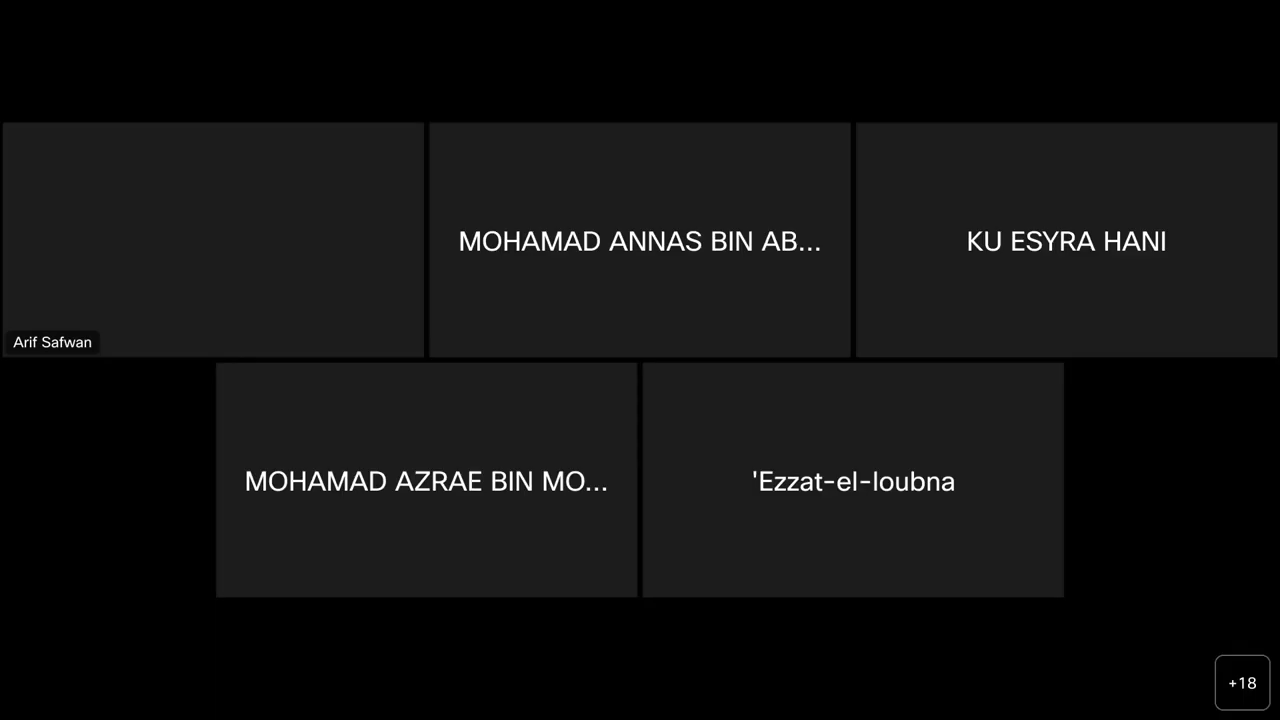 MOHAMAD ANNAS BIN AB...
KU ESYRA HANI
Arif Safwan
MOHAMAD AZRAE BIN MO...
'Ezzat-el-loubna
+18